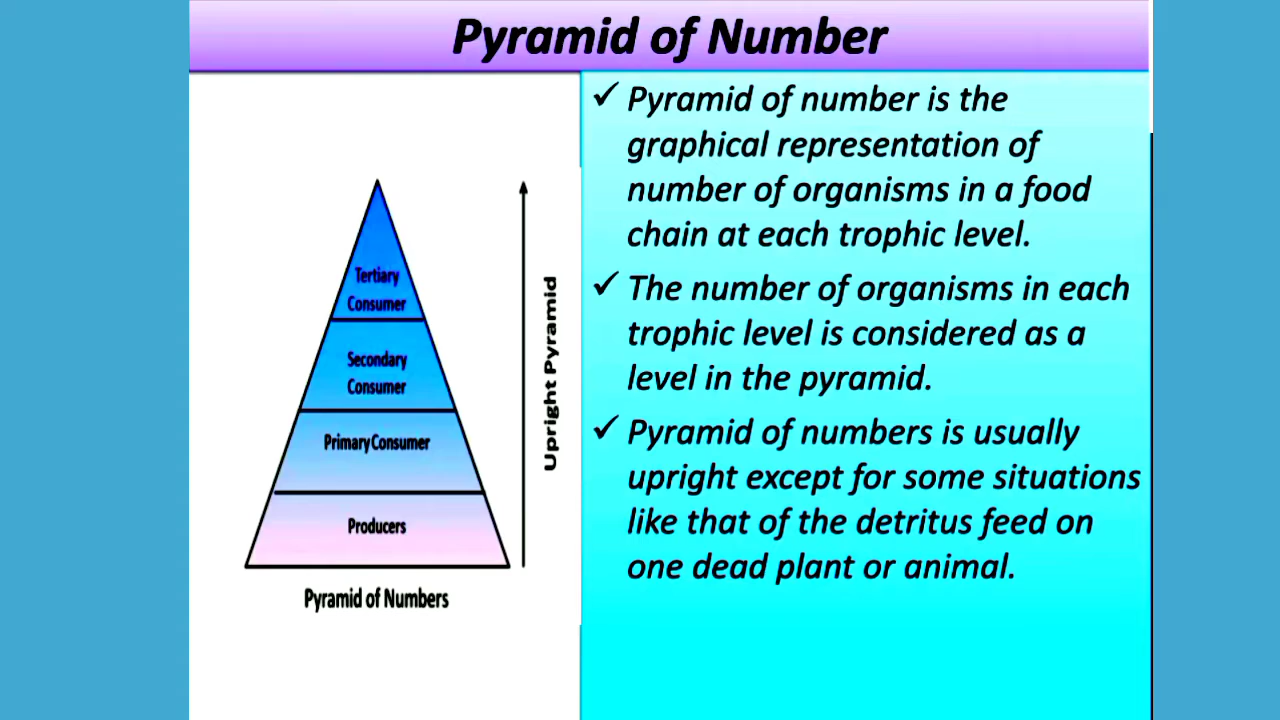 Pyramid of Number
Tertiary
Consumer
Secondary
Consumer
Primary Consumer
Producers
Pyramid of Numbers
Upright Pyramid
✓ Pyramid of number is the
graphical representation of
number of organisms in a food
chain at each trophic level.
✓ The number of organisms in each
trophic level is considered as a
level in the pyramid.
✓ Pyramid of numbers is usually
upright except for some situations
like that of the detritus feed on
one dead plant or animal.